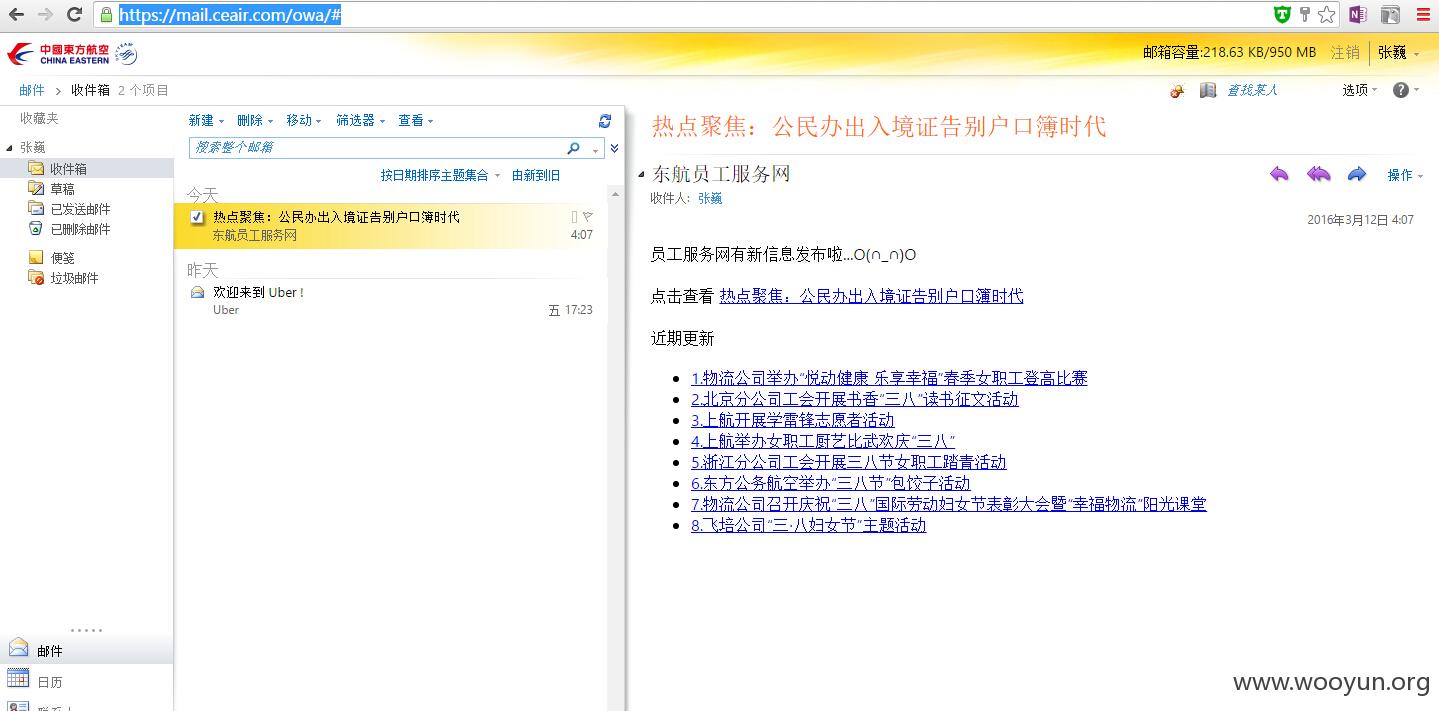 https://mail.ceair.com/owa/#
中國東方航空
CHINA EASTERN
邮箱容量:218.63 KB/950 MB 注销 张巍
邮件 > 收件箱 2 个项目
查找某人 选项
收藏夹
张巍
收件箱
草稿
已发送邮件
已删除邮件
便笺
垃圾邮件
邮件
日历
新建 删除 移动 筛选器 查看
搜索整个邮箱
按日期排序主题集合 由新到旧
今天
热点聚焦：公民办出入境证告别户口簿时代
东航员工服务网 4:07
昨天
欢迎来到 Uber！
Uber 五 17:23
热点聚焦：公民办出入境证告别户口簿时代
东航员工服务网
操作
收件人: 张巍
2016年3月12日 4:07
员工服务网有新信息发布啦...O(∩_∩)O
点击查看 热点聚焦：公民办出入境证告别户口簿时代
近期更新
1.物流公司举办“悦动健康 乐享幸福”春季女职工登高比赛
2.北京分公司工会开展书香“三八”读书征文活动
3.上航开展学雷锋志愿者活动
4.上航举办女职工厨艺比武欢庆“三八”
5.浙江分公司工会开展三八节女职工踏青活动
6.东方公务航空举办“三八节”包饺子活动
7.物流公司召开庆祝“三八”国际劳动妇女节表彰大会暨“幸福物流”阳光课堂
8.飞培公司“三·八妇女节”主题活动
www.wooyun.org